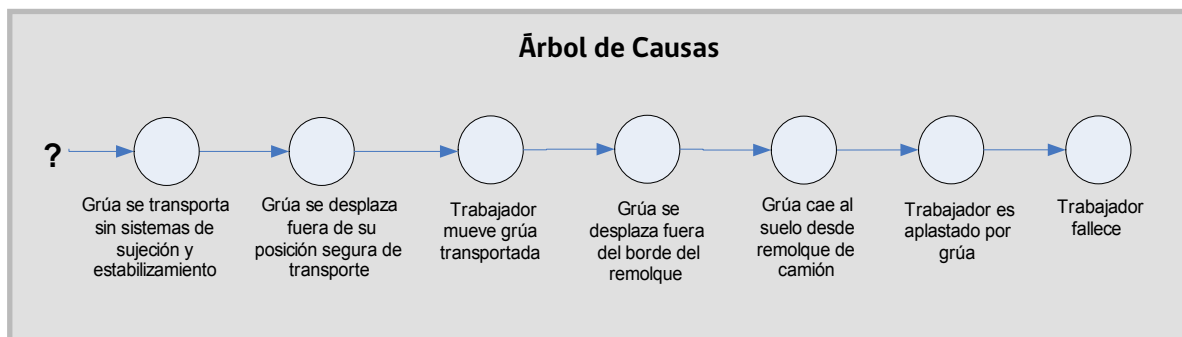 Árbol de Causas
?
Grúa se transporta
sin sistemas de
sujeción y
estabilizamiento
Grúa se desplaza
fuera de su
posición segura de
transporte
Trabajador
mueve grúa
transportada
Grúa se
desplaza fuera
del borde del
remolque
Grúa cae al
suelo desde
remolque de
camión
Trabajador es
aplastado por
grúa
Trabajador
fallece